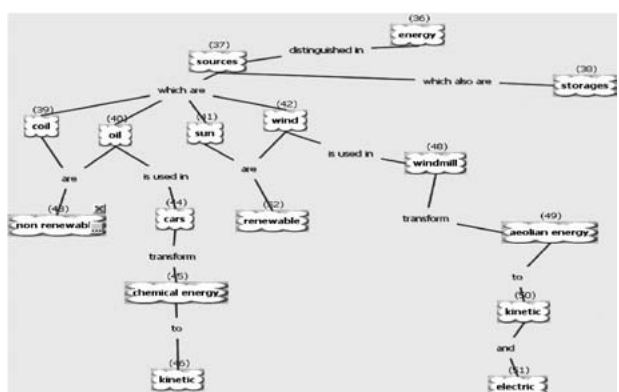 (36)
energy
distinguished in
(37)
sources
which also are
(38)
storages
which are
(39)
coil
(40)
oil
(41)
sun
(42)
wind
are
is used in
are
is used in
(48)
windmill
(43)
non renewabl
(44)
cars
(52)
renewable
transform
(49)
aeolian energy
transform
(45)
chemical energy
to
(50)
kinetic
to
(46)
kinetic
and
(51)
electric